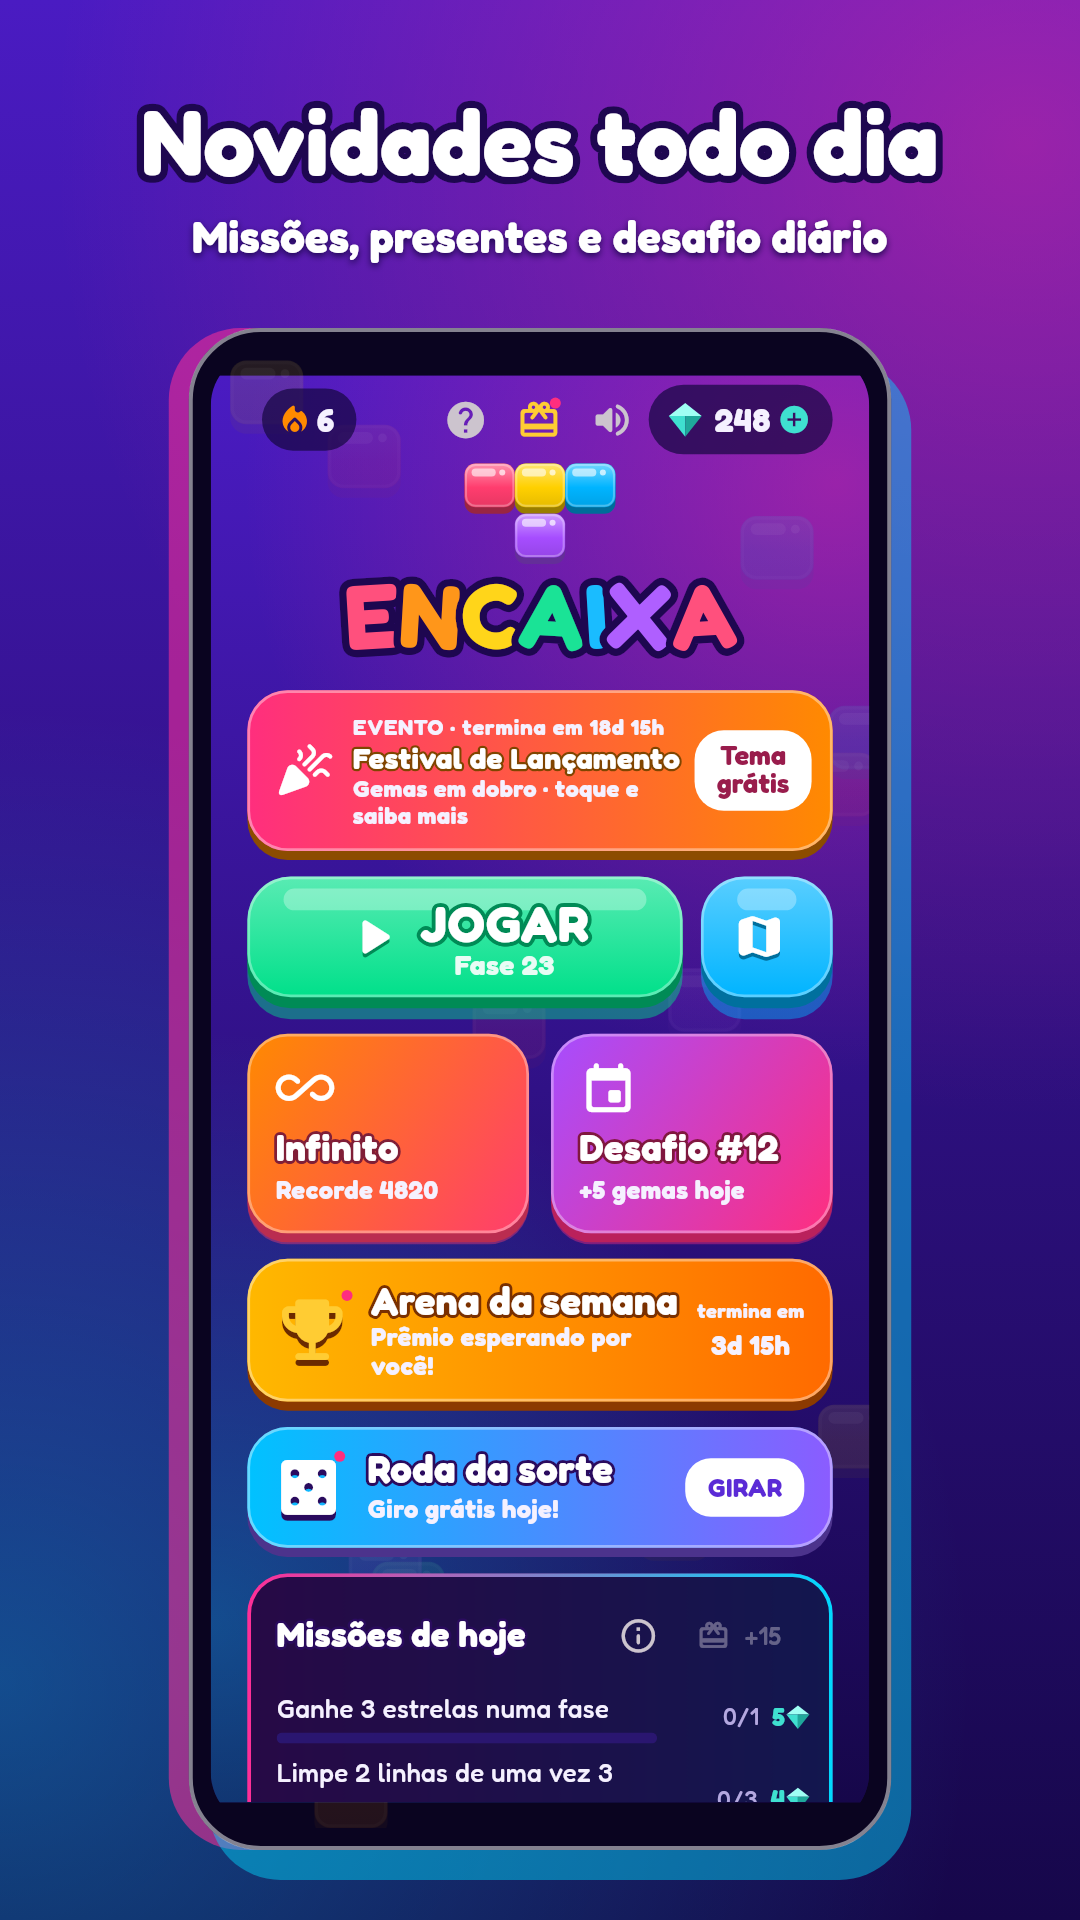 Novidades todo dia
Missões, presentes e desafio diário
6
248
ENCAIXA
EVENTO · termina em 18d 15h
Festival de Lançamento
Gemas em dobro · toque e
saiba mais
Tema
grátis
JOGAR
Fase 23
Infinito
Recorde 4820
Desafio #12
+5 gemas hoje
Arena da semana
Prêmio esperando por
você!
termina em
3d 15h
Roda da sorte
Giro grátis hoje!
GIRAR
Missões de hoje
+15
Ganhe 3 estrelas numa fase
0/1 5
Limpe 2 linhas de uma vez 3
0/3 4